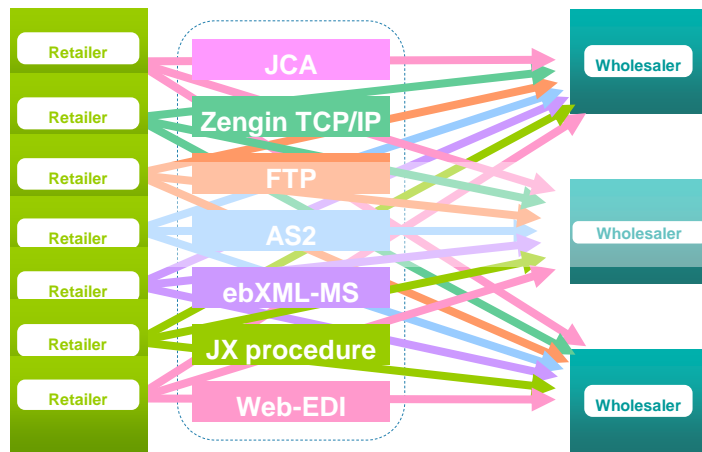 Retailer
Retailer
Retailer
Retailer
Retailer
Retailer
Retailer
JCA
Zengin TCP/IP
FTP
AS2
ebXML-MS
JX procedure
Web-EDI
Wholesaler
Wholesaler
Wholesaler